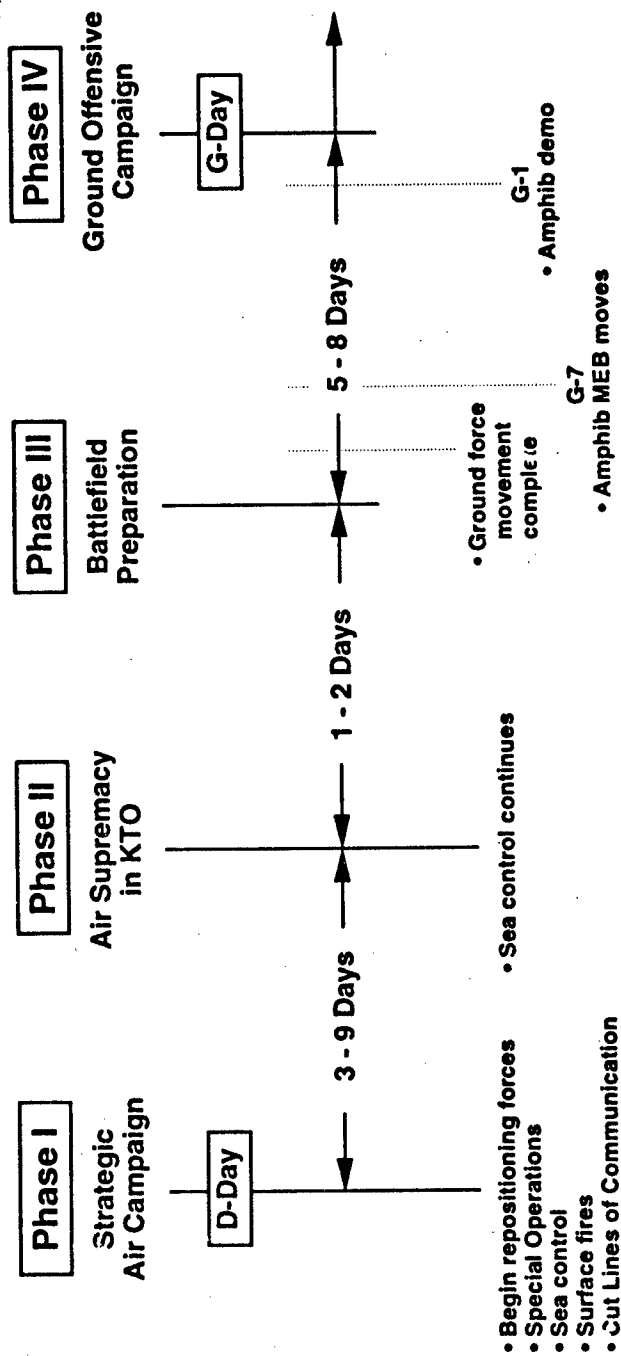 Phase I
Strategic
Air Campaign
D-Day
• Begin repositioning forces
• Special Operations
• Sea control
• Surface fires
• Cut Lines of Communication
3 - 9 Days
Phase II
Air Supremacy
in KTO
• Sea control continues
1 - 2 Days
Phase III
Battlefield
Preparation
• Ground force
movement
complete
5 - 8 Days
G-7
• Amphib MEB moves
G-1
• Amphib demo
Phase IV
Ground Offensive
Campaign
G-Day